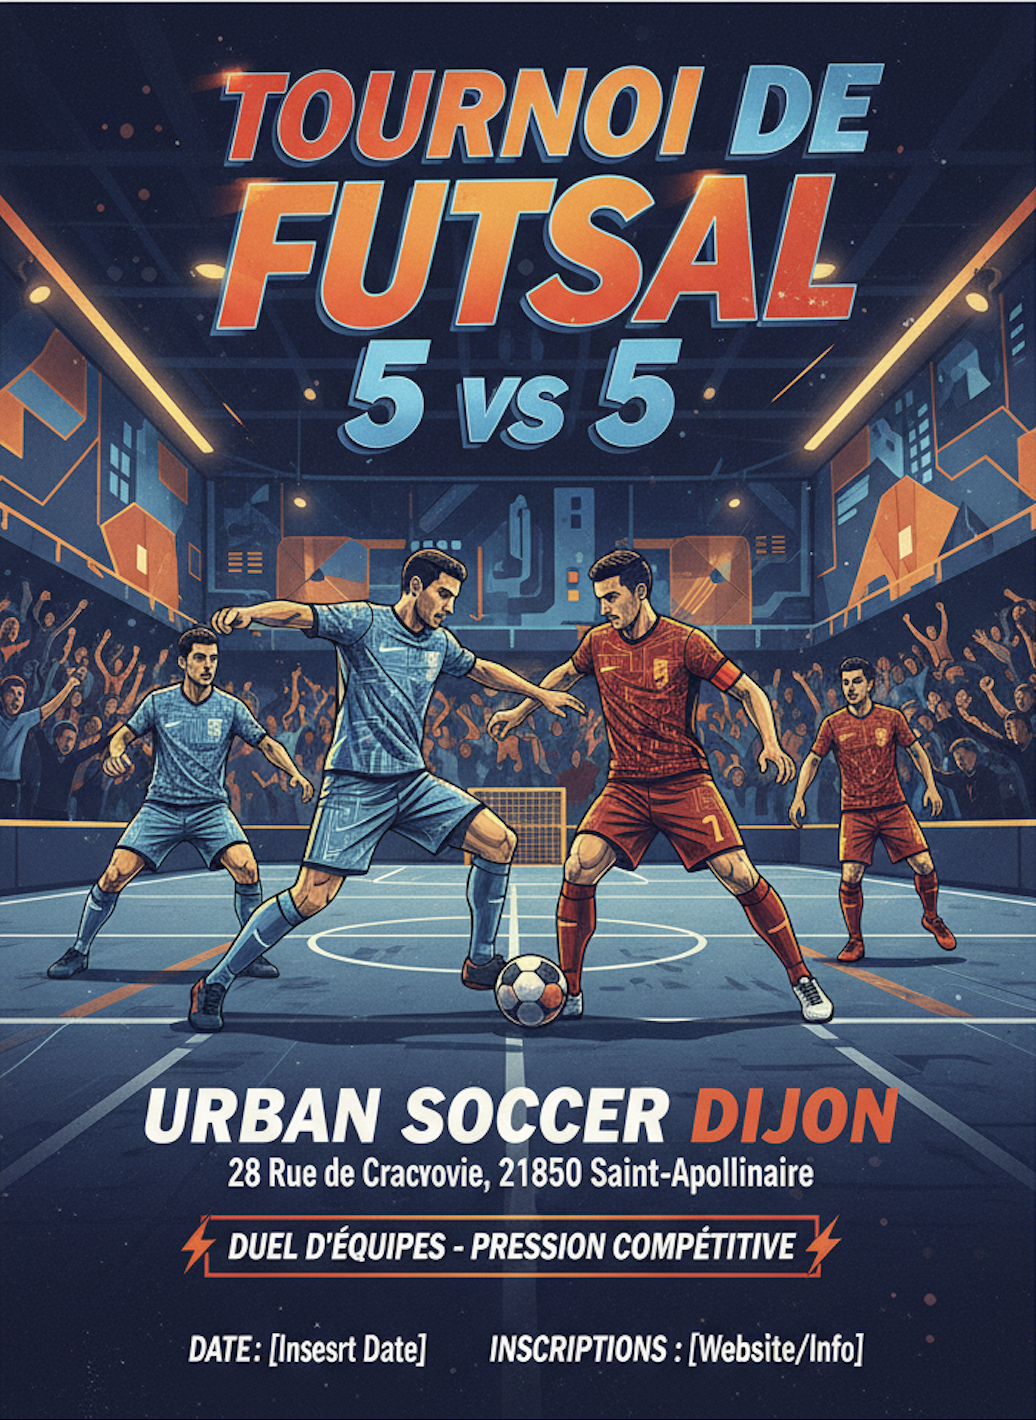 TOURNOI DE
FUTSAL
5 VS 5
7
URBAN SOCCER DIJON
28 Rue de Cracvovie, 21850 Saint-Apollinaire
DUEL D'ÉQUIPES - PRESSION COMPÉTITIVE
DATE: [Insesrt Date] INSCRIPTIONS : [Website/Info]